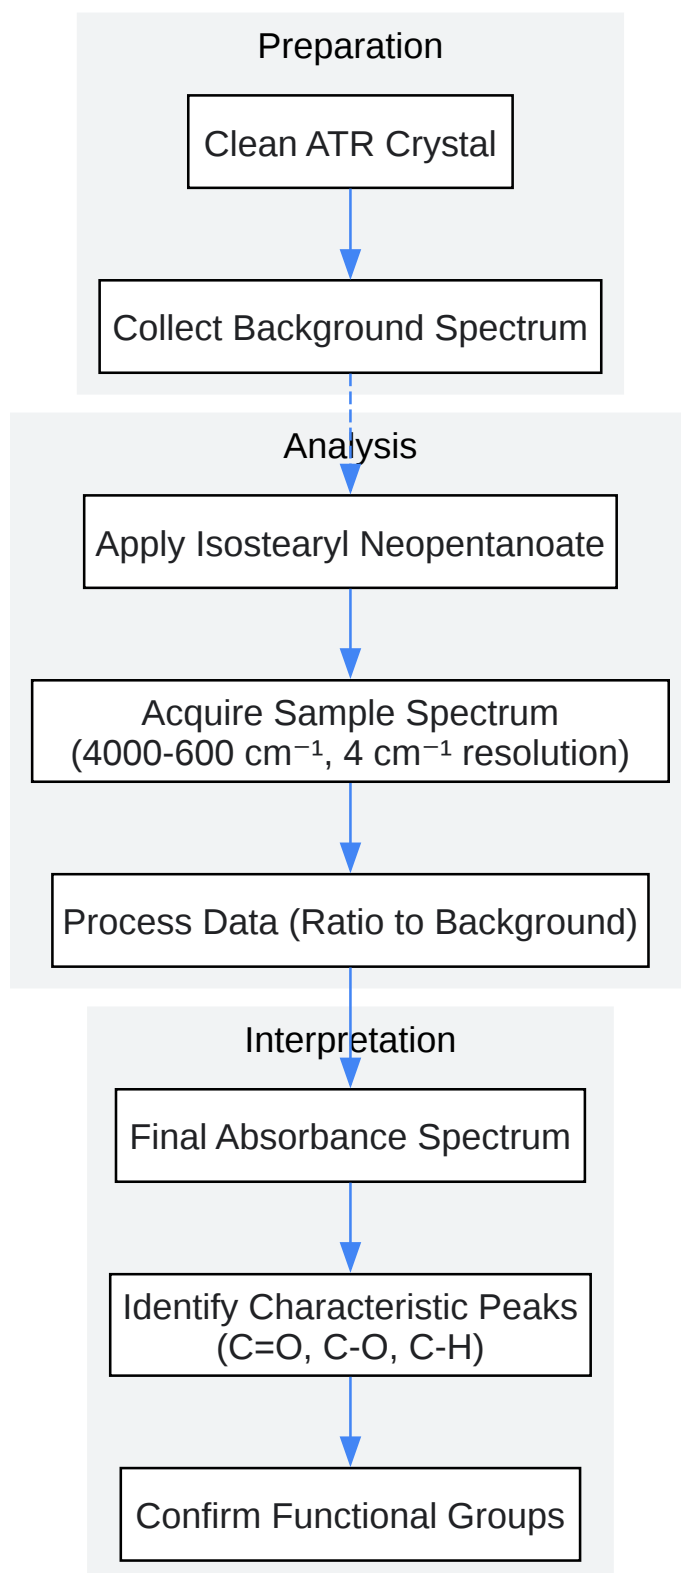 Preparation
Clean ATR Crystal
Collect Background Spectrum
Analysis
Apply Isostearyl Neopentanoate
Acquire Sample Spectrum
(4000-600 cm⁻¹, 4 cm⁻¹ resolution)
Process Data (Ratio to Background)
Interpretation
Final Absorbance Spectrum
Identify Characteristic Peaks
(C=O, C-O, C-H)
Confirm Functional Groups